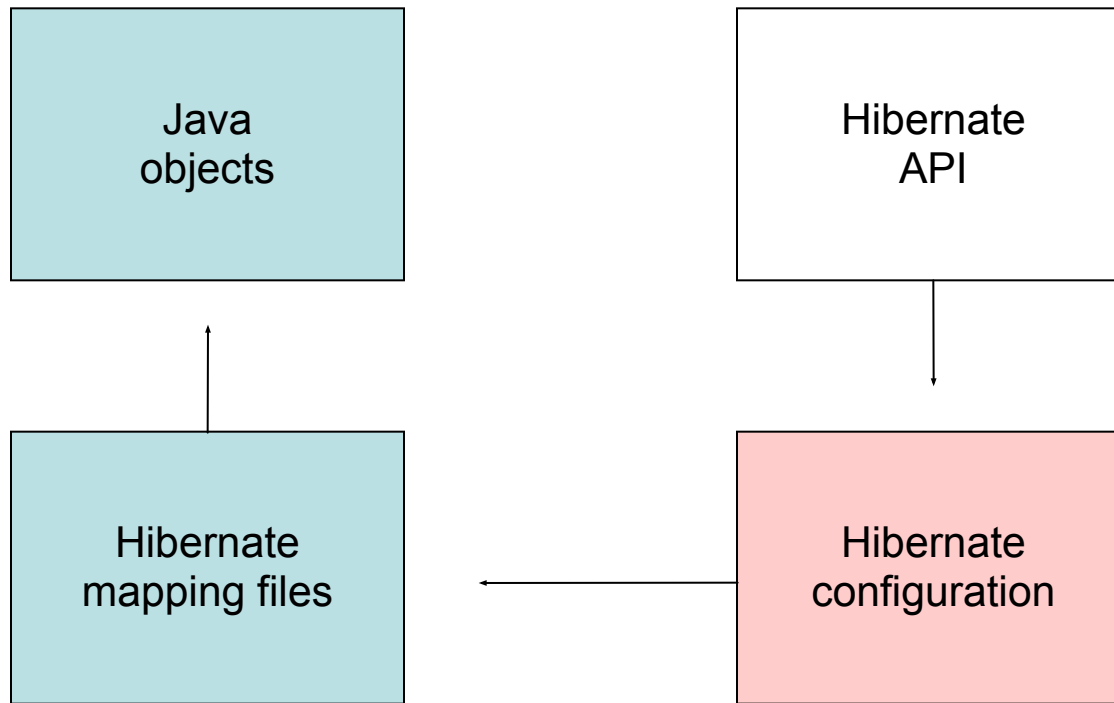 Java
objects
Hibernate
API
Hibernate
mapping files
Hibernate
configuration